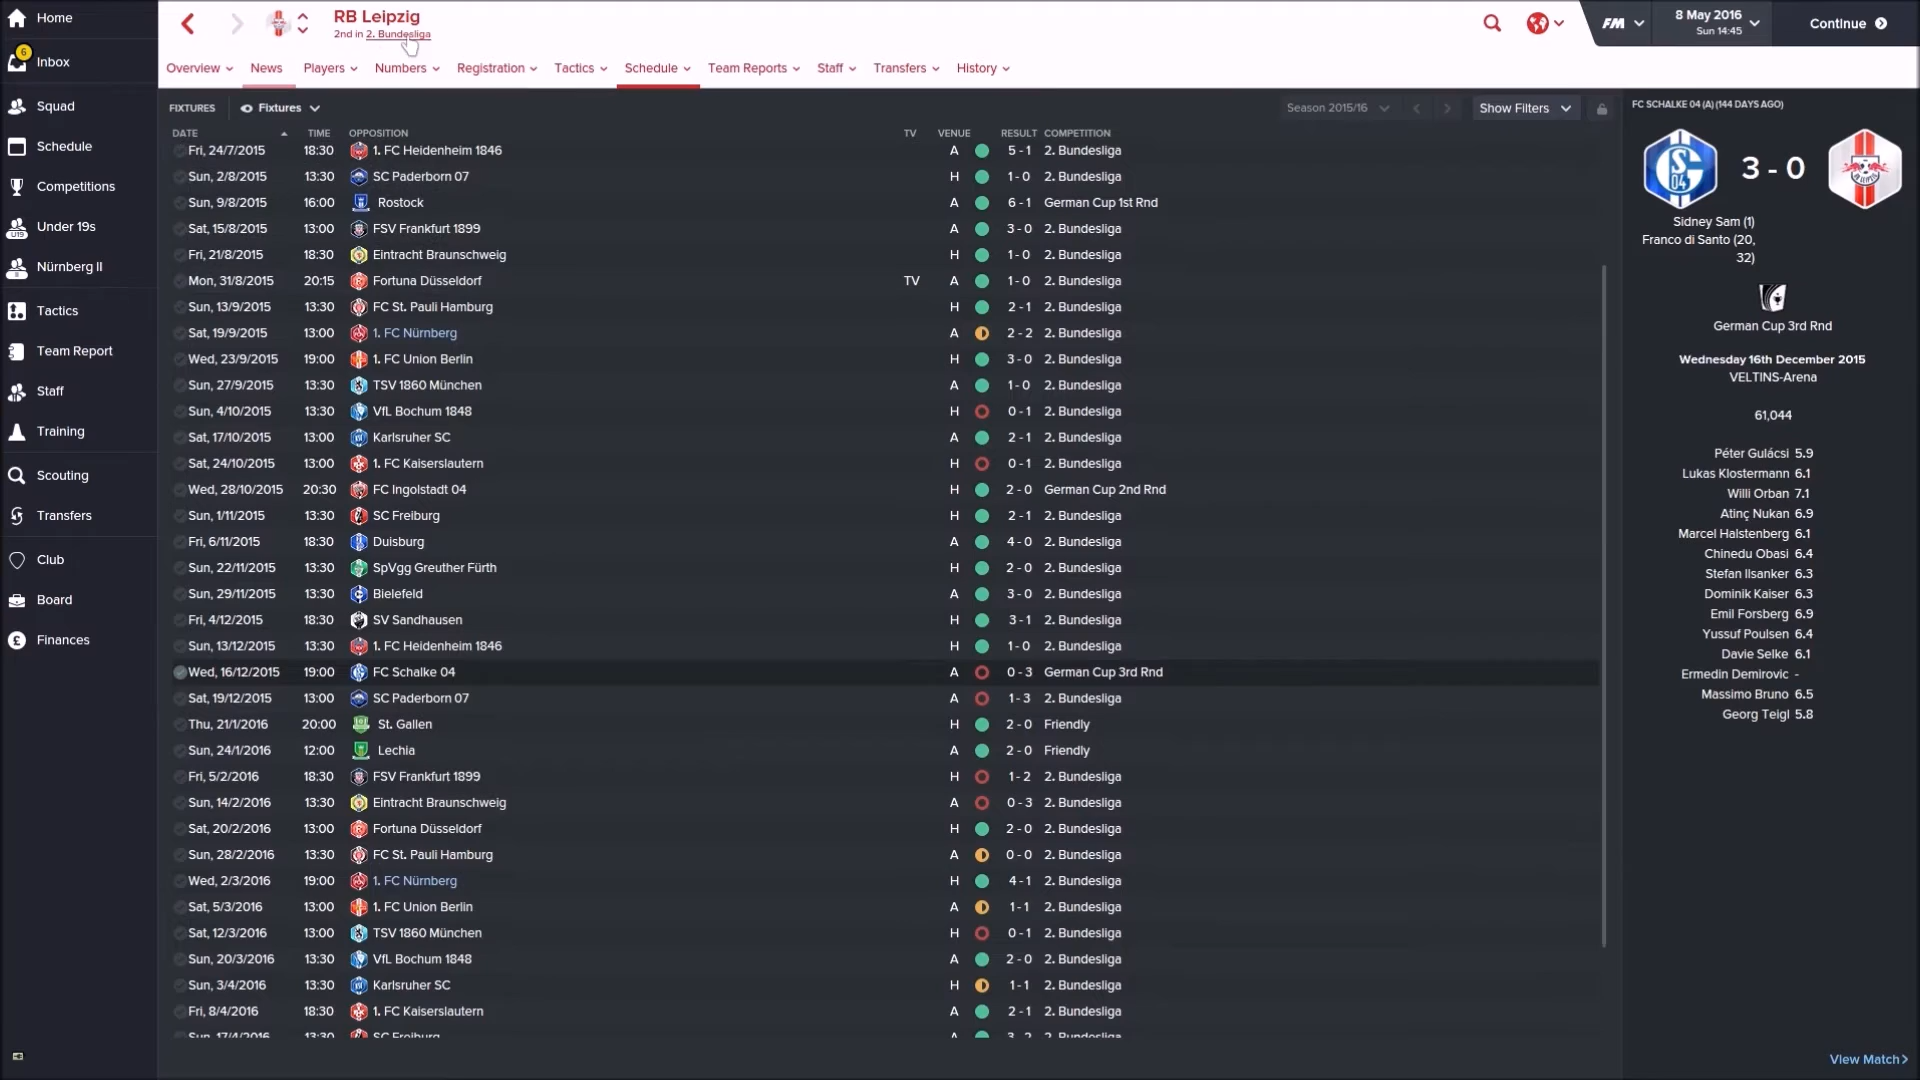 Home
6
Inbox
Squad
Schedule
Competitions
U19
Under 19s
Nürnberg II
Tactics
Team Report
Staff
Training
Scouting
Transfers
Club
Board
Finances
RB Leipzig
2nd in 2. Bundesliga
FM
8 May 2016
Sun 14:45
Continue
Overview News Players Numbers Registration Tactics Schedule Team Reports Staff Transfers History
FIXTURES Fixtures Season 2015/16 Show Filters
DATE TIME OPPOSITION TV VENUE RESULT COMPETITION
Fri, 24/7/2015 18:30 1. FC Heidenheim 1846 A 5 - 1 2. Bundesliga
Sun, 2/8/2015 13:30 SC Paderborn 07 H 1 - 0 2. Bundesliga
Sun, 9/8/2015 16:00 Rostock A 6 - 1 German Cup 1st Rnd
Sat, 15/8/2015 13:00 FSV Frankfurt 1899 A 3 - 0 2. Bundesliga
Fri, 21/8/2015 18:30 Eintracht Braunschweig H 1 - 0 2. Bundesliga
Mon, 31/8/2015 20:15 Fortuna Düsseldorf TV A 1 - 0 2. Bundesliga
Sun, 13/9/2015 13:30 FC St. Pauli Hamburg H 2 - 1 2. Bundesliga
Sat, 19/9/2015 13:00 1. FC Nürnberg A 2 - 2 2. Bundesliga
Wed, 23/9/2015 19:00 1. FC Union Berlin H 3 - 0 2. Bundesliga
Sun, 27/9/2015 13:30 TSV 1860 München A 1 - 0 2. Bundesliga
Sun, 4/10/2015 13:30 VfL Bochum 1848 H 0 - 1 2. Bundesliga
Sat, 17/10/2015 13:00 Karlsruher SC A 2 - 1 2. Bundesliga
Sat, 24/10/2015 13:00 1. FC Kaiserslautern H 0 - 1 2. Bundesliga
Wed, 28/10/2015 20:30 FC Ingolstadt 04 H 2 - 0 German Cup 2nd Rnd
Sun, 1/11/2015 13:30 SC Freiburg H 2 - 1 2. Bundesliga
Fri, 6/11/2015 18:30 Duisburg A 4 - 0 2. Bundesliga
Sun, 22/11/2015 13:30 SpVgg Greuther Fürth H 2 - 0 2. Bundesliga
Sun, 29/11/2015 13:30 Bielefeld A 3 - 0 2. Bundesliga
Fri, 4/12/2015 18:30 SV Sandhausen H 3 - 1 2. Bundesliga
Sun, 13/12/2015 13:30 1. FC Heidenheim 1846 H 1 - 0 2. Bundesliga
Wed, 16/12/2015 19:00 FC Schalke 04 A 0 - 3 German Cup 3rd Rnd
Sat, 19/12/2015 13:00 SC Paderborn 07 A 1 - 3 2. Bundesliga
Thu, 21/1/2016 20:00 St. Gallen H 2 - 0 Friendly
Sun, 24/1/2016 12:00 Lechia A 2 - 0 Friendly
Fri, 5/2/2016 18:30 FSV Frankfurt 1899 H 1 - 2 2. Bundesliga
Sun, 14/2/2016 13:30 Eintracht Braunschweig A 0 - 3 2. Bundesliga
Sat, 20/2/2016 13:00 Fortuna Düsseldorf H 2 - 0 2. Bundesliga
Sun, 28/2/2016 13:30 FC St. Pauli Hamburg A 0 - 0 2. Bundesliga
Wed, 2/3/2016 19:00 1. FC Nürnberg H 4 - 1 2. Bundesliga
Sat, 5/3/2016 13:00 1. FC Union Berlin A 1 - 1 2. Bundesliga
Sat, 12/3/2016 13:00 TSV 1860 München H 0 - 1 2. Bundesliga
Sun, 20/3/2016 13:30 VfL Bochum 1848 A 2 - 0 2. Bundesliga
Sun, 3/4/2016 13:30 Karlsruher SC H 1 - 1 2. Bundesliga
Fri, 8/4/2016 18:30 1. FC Kaiserslautern A 2 - 1 2. Bundesliga
Sun, 17/4/2016 13:30 SC Freiburg A 3 - 2 2. Bundesliga
FC SCHALKE 04 (A) (144 DAYS AGO)
3 - 0
Sidney Sam (1)
Franco di Santo (20,
32)
German Cup 3rd Rnd
Wednesday 16th December 2015
VELTINS-Arena
61,044
Péter Gulácsi 5.9
Lukas Klostermann 6.1
Willi Orban 7.1
Atinç Nukan 6.9
Marcel Halstenberg 6.1
Chinedu Obasi 6.4
Stefan Ilsanker 6.3
Dominik Kaiser 6.3
Emil Forsberg 6.9
Yussuf Poulsen 6.4
Davie Selke 6.1
Ermedin Demirovic -
Massimo Bruno 6.5
Georg Teigl 5.8
View Match